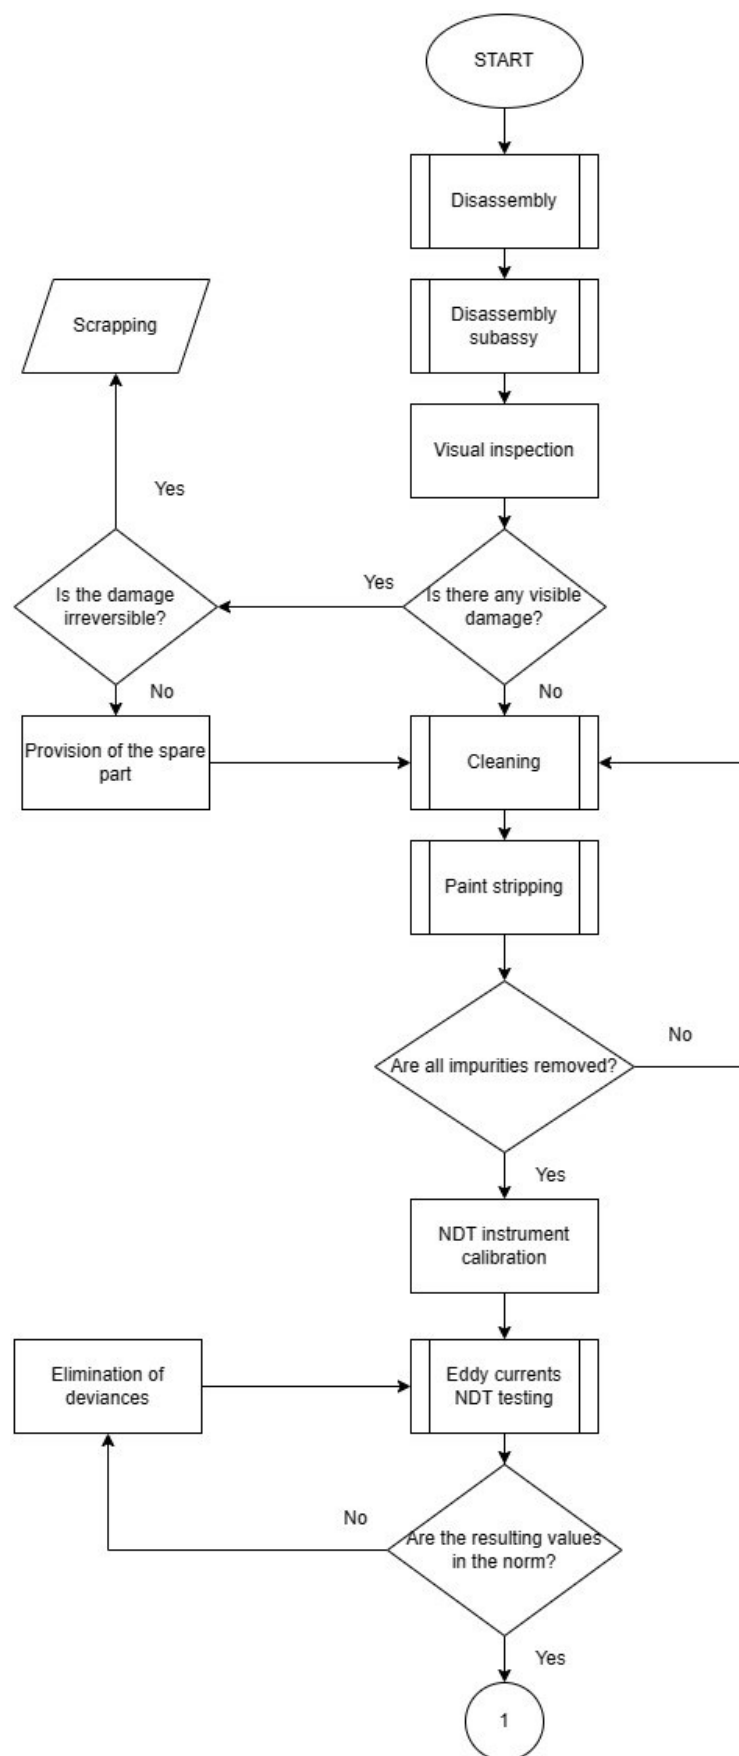 START
Disassembly
Disassembly
subassy
Scrapping
Visual inspection
Yes
Is the damage
irreversible?
Yes
Is there any visible
damage?
No
No
Provision of the spare
part
Cleaning
Paint stripping
Are all impurities removed?
No
Yes
NDT instrument
calibration
Elimination of
deviances
Eddy currents
NDT testing
No
Are the resulting values
in the norm?
Yes
1